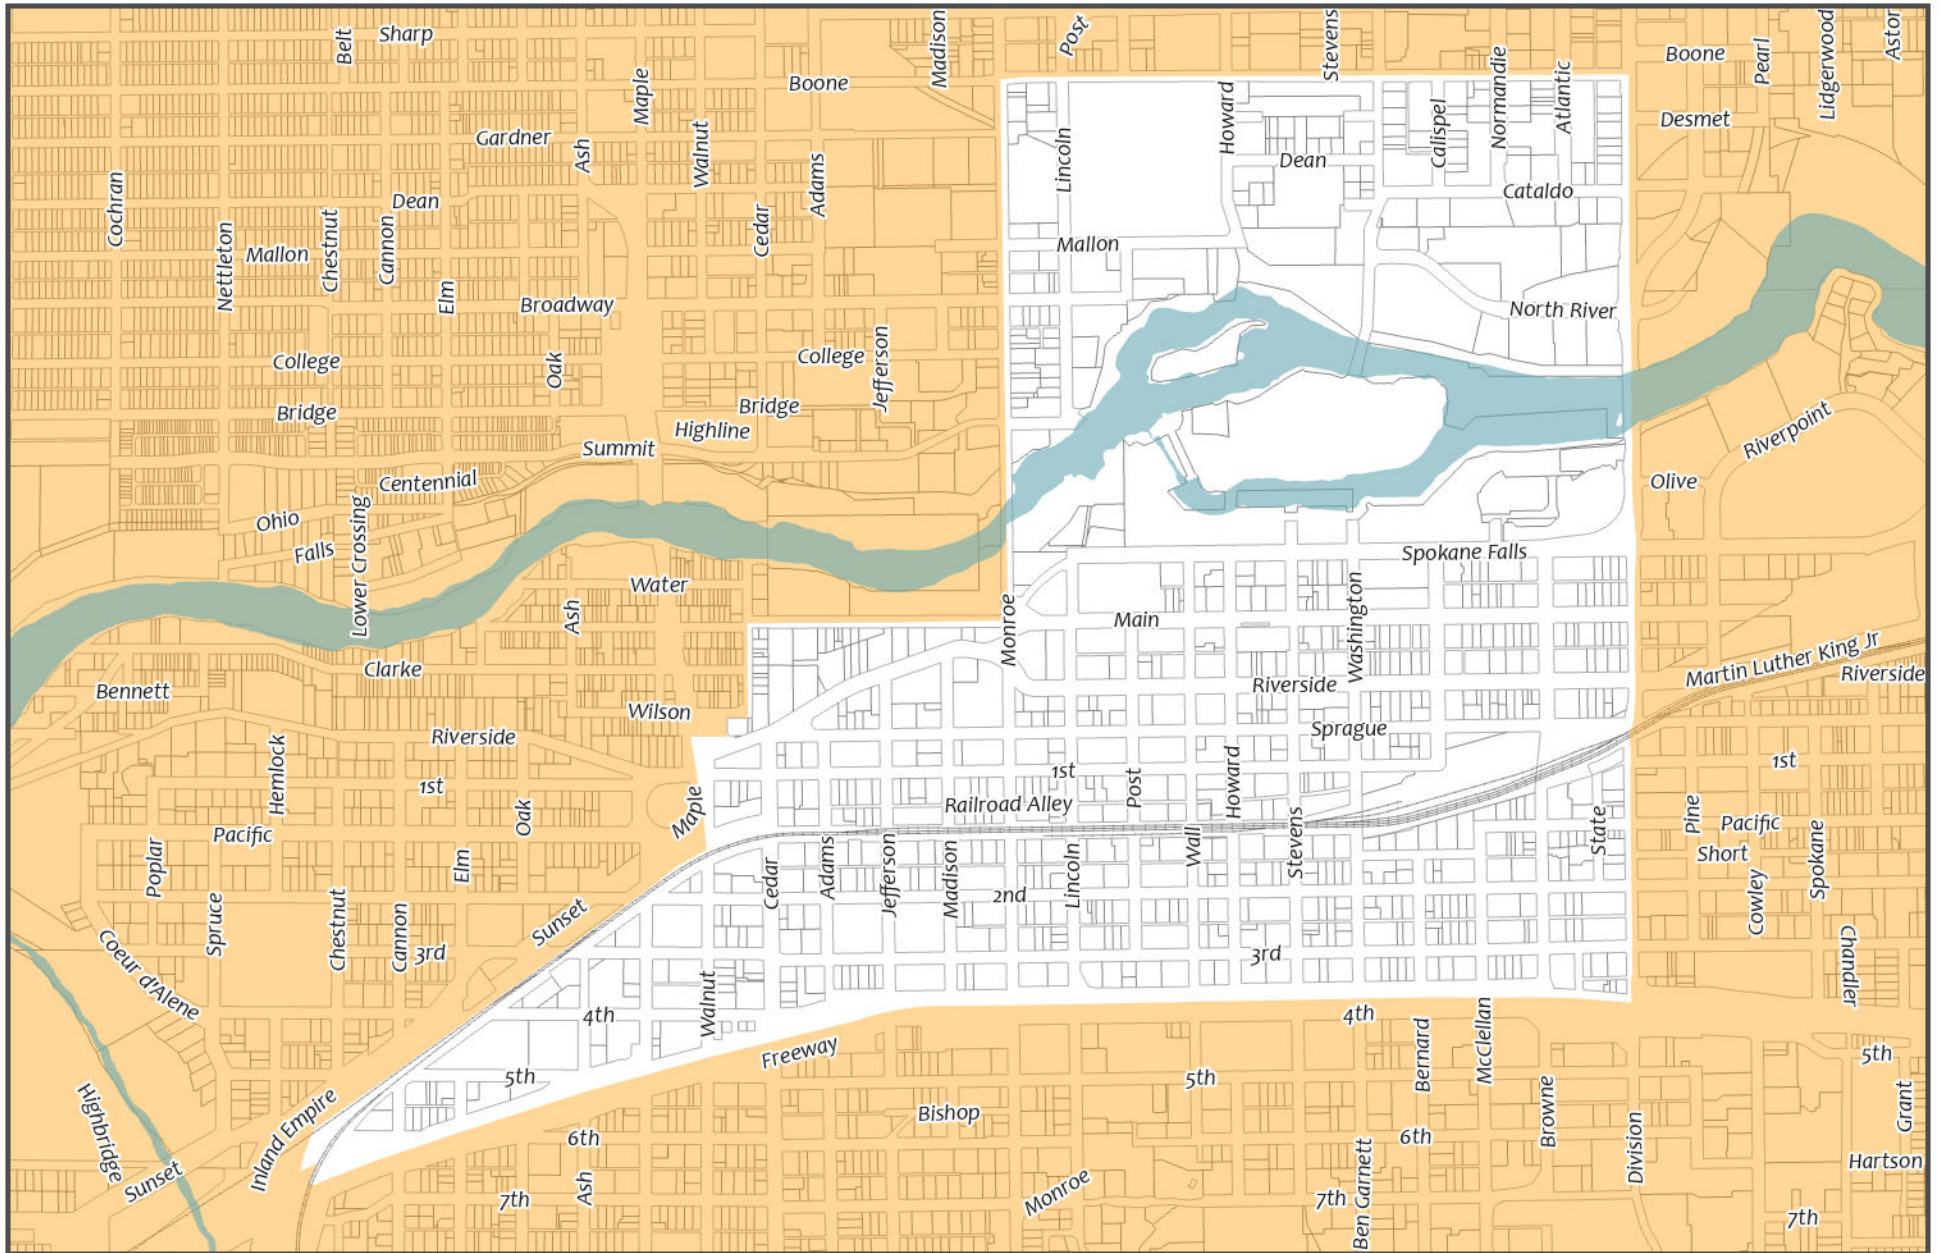 Belt
Sharp
Madison
Post
Stevens
Boone
Pearl
Lidgerwood
Astor
Maple
Boone
Normandie
Atlantic
Howard
Calispel
Desmet
Gardner
Ash
Walnut
Lincoln
Dean
Cataldo
Cochran
Adams
Dean
Cedar
Chestnut
Cannon
Nettleton
Mallon
Mallon
Elm
Broadway
North River
College
Oak
College
Jefferson
Bridge
Bridge
Highline
Summit
Riverpoint
Centennial
Olive
Ohio
Falls
Lower Crossing
Spokane Falls
Water
Ash
Monroe
Main
Washington
Martin Luther King Jr
Clarke
Riverside
Bennett
Riverside
Wilson
Sprague
Riverside
Hemlock
1st
1st
Post
Howard
1st
Railroad Alley
Oak
Maple
Pacific
Wall
Stevens
State
Pine
Pacific
Short
Spokane
Poplar
Elm
Cedar
Adams
Jefferson
Madison
2nd
Lincoln
Cowley
Spruce
Chestnut
Cannon
3rd
Sunset
3rd
Chandler
Coeur d'Alene
4th
Walnut
4th
Freeway
Bernard
McClellan
5th
5th
5th
Highbridge
Inland Empire
Bishop
6th
6th
Browne
Division
Grant
Sunset
7th
Ash
Monroe
7th
Ben Garnett
Hartson
7th